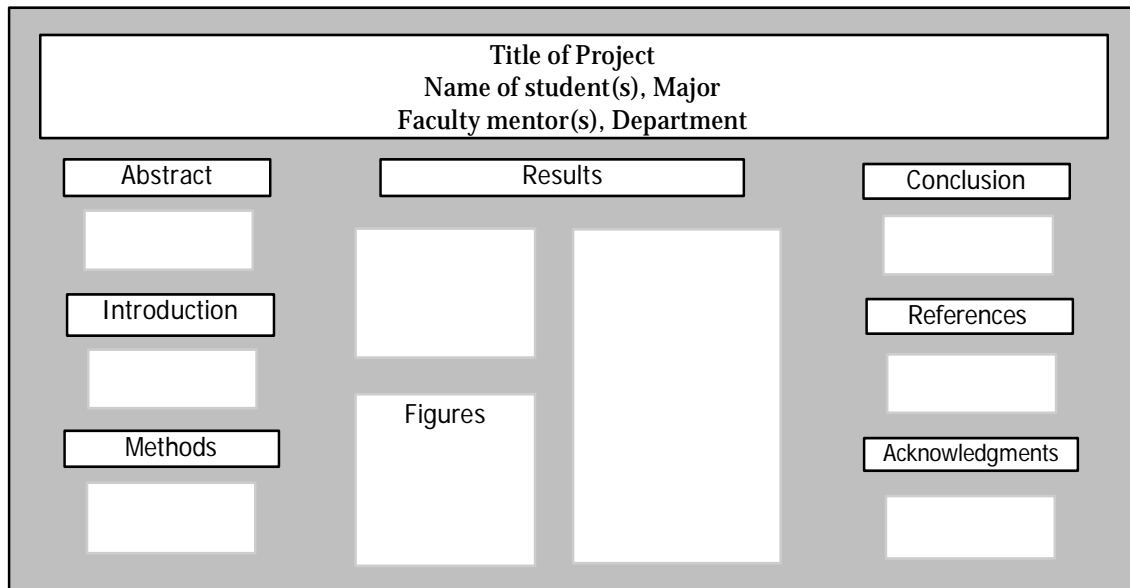 Title of Project
Name of student(s), Major
Faculty mentor(s), Department
Abstract
Introduction
Methods
Results
Figures
Conclusion
References
Acknowledgments